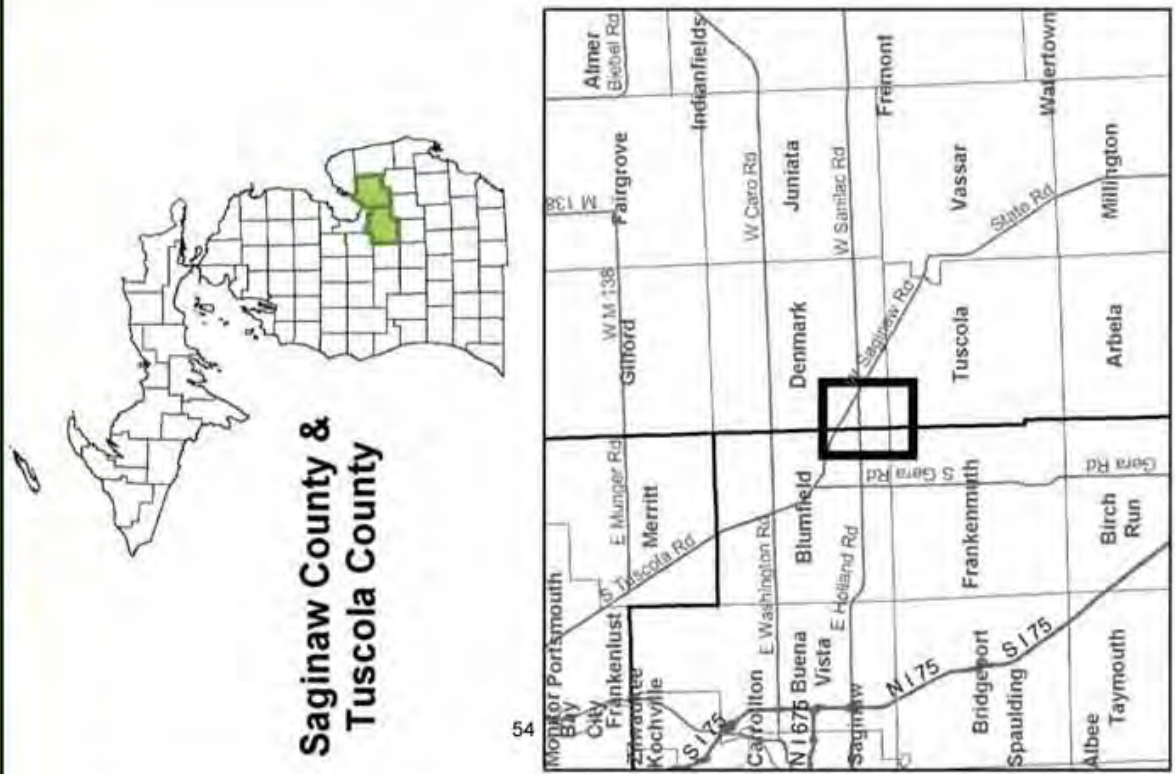 Saginaw County &
Tuscola County
54
Almer
Biebel Rd
Indianfields
Fremont
Watertown
M 138
Fairgrove
W Caro Rd
Juniata
W Sanilac Rd
Vassar
State Rd
Millington
W M 138
Gilford
Denmark
W Saginaw Rd
Tuscola
Arbela
E Munger Rd
Merritt
S Tuscola Rd
E Washington Rd
Blumfield
E Holland Rd
S Gera Rd
Frankenmuth
Gera Rd
Birch
Run
Monitor Portsmouth
Bay
City
Frankenlust
Zilwaukee
Kochville
S I 75
Carrollton
N I 675
Buena
Vista
Saginaw
N I 75
Bridgeport
Spaulding
S I 75
Albee
Taymouth